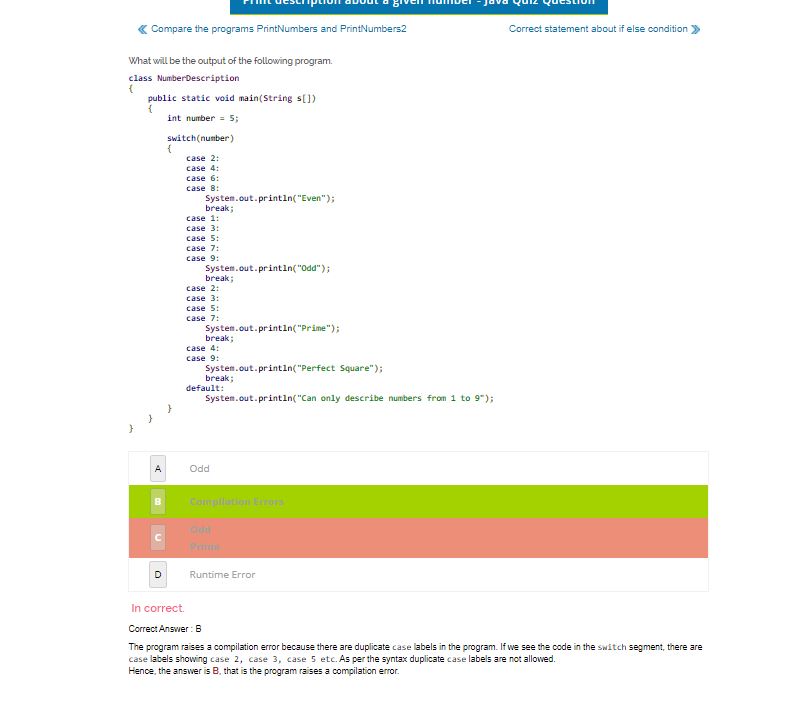 Print description about a given number - Java Quiz Question
Compare the programs PrintNumbers and PrintNumbers2
Correct statement about if else condition
What will be the output of the following program.
class NumberDescription
{
public static void main(String s[])
{
int number = 5;
switch(number)
{
case 2:
case 4:
case 6:
case 8:
System.out.println("Even");
break;
case 1:
case 3:
case 5:
case 7:
case 9:
System.out.println("Odd");
break;
case 2:
case 3:
case 5:
case 7:
System.out.println("Prime");
break;
case 4:
case 9:
System.out.println("Perfect Square");
break;
default:
System.out.println("Can only describe numbers from 1 to 9");
}
}
}
A Odd
B Compilation Errors
C Odd
Prime
D Runtime Error
In correct.
Correct Answer : B
The program raises a compilation error because there are duplicate case labels in the program. If we see the code in the switch segment, there are
case labels showing case 2, case 3, case 5 etc. As per the syntax duplicate case labels are not allowed.
Hence, the answer is B, that is the program raises a compilation error.